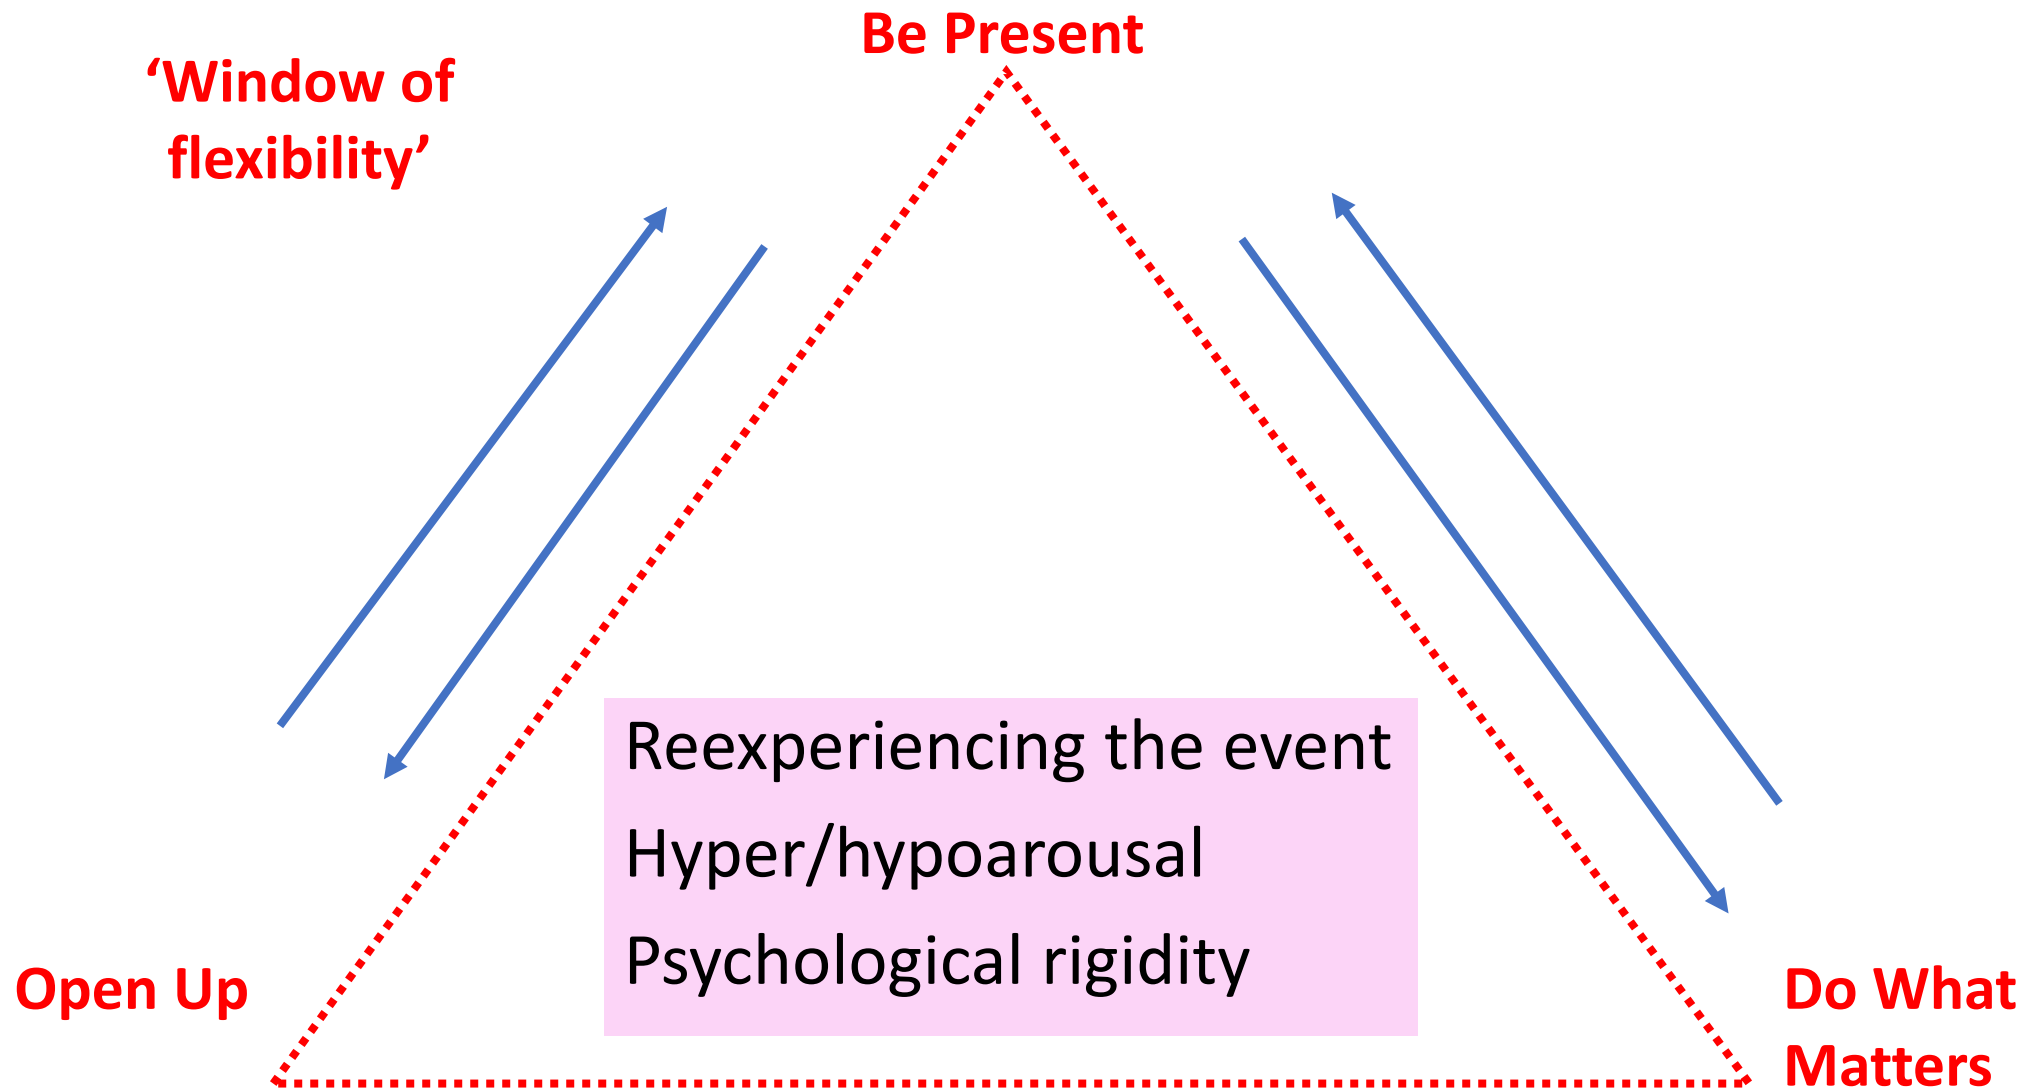 Be Present
‘Window of
flexibility’
Reexperiencing the event
Hyper/hypoarousal
Psychological rigidity
Open Up
Do What
Matters